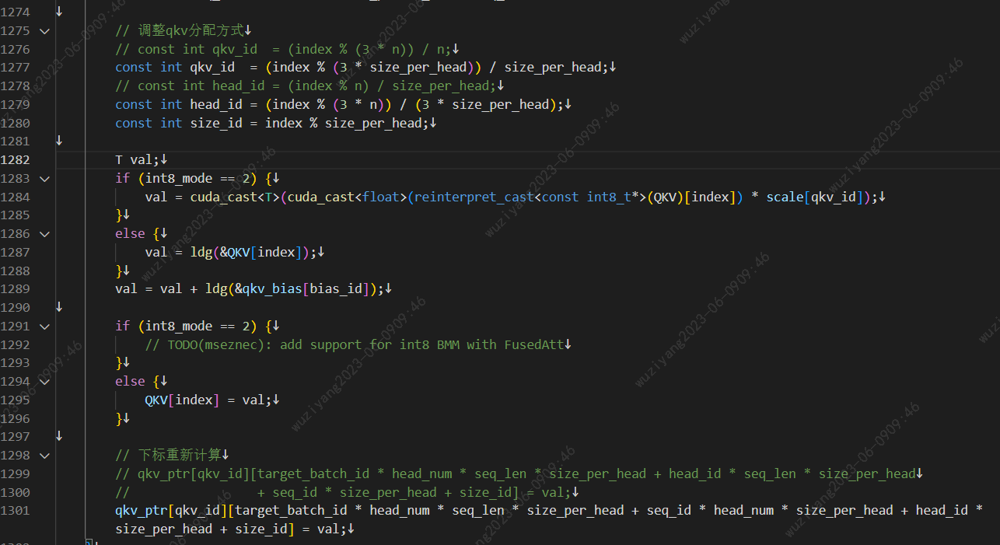 1274 ↓
1275 // 调整qkv分配方式↓
1276 // const int qkv_id  = (index % (3 * n)) / n;↓
1277 const int qkv_id  = (index % (3 * size_per_head)) / size_per_head;↓
1278 // const int head_id = (index % n) / size_per_head;↓
1279 const int head_id = (index % (3 * n)) / (3 * size_per_head);↓
1280 const int size_id = index % size_per_head;↓
1281 ↓
1282 T val;↓
1283 if (int8_mode == 2) {↓
1284     val = cuda_cast<T>(cuda_cast<float>(reinterpret_cast<const int8_t*>(QKV)[index]) * scale[qkv_id]);↓
1285 }↓
1286 else {↓
1287     val = ldg(&QKV[index]);↓
1288 }↓
1289 val = val + ldg(&qkv_bias[bias_id]);↓
1290 ↓
1291 if (int8_mode == 2) {↓
1292     // TODO(mseznec): add support for int8 BMM with FusedAtt↓
1293 }↓
1294 else {↓
1295     QKV[index] = val;↓
1296 }↓
1297 ↓
1298 // 下标重新计算↓
1299 // qkv_ptr[qkv_id][target_batch_id * head_num * seq_len * size_per_head + head_id * seq_len * size_per_head↓
1300 //                 + seq_id * size_per_head + size_id] = val;↓
1301 qkv_ptr[qkv_id][target_batch_id * head_num * seq_len * size_per_head + seq_id * head_num * size_per_head + head_id *
size_per_head + size_id] = val;↓
wuziyang2023-06-0909:46